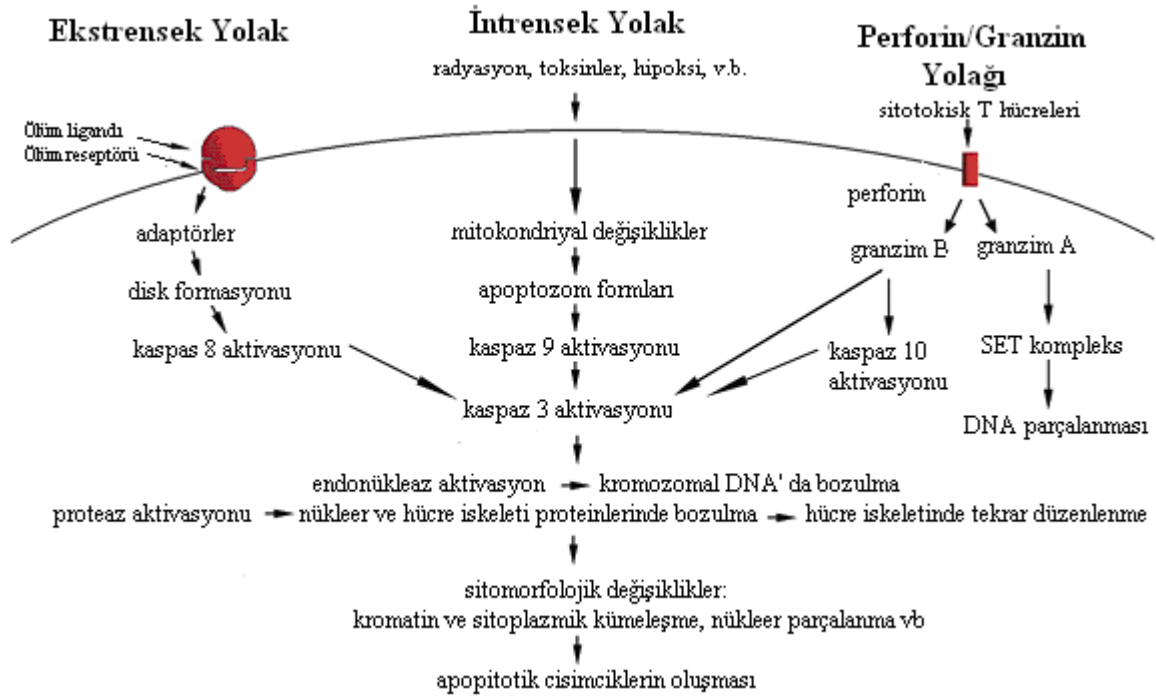 Ekstrensek Yolak
İntrensek Yolak
Perforin/Granzim
Yolağı
radyasyon, toksinler, hipoksi, v.b.
sitotokisk T hücreleri
Ölüm ligandı
Ölüm reseptörü
perforin
adaptörler
mitokondriyal değişiklikler
granzim B
granzim A
disk formasyonu
apoptozom formları
kaspas 8 aktivasyonu
kaspaz 9 aktivasyonu
kaspaz 10
aktivasyonu
SET kompleks
kaspaz 3 aktivasyonu
DNA parçalanması
endonükleaz aktivasyon
kromozomal DNA' da bozulma
proteaz aktivasyonu
nükleer ve hücre iskeleti proteinlerinde bozulma
hücre iskeletinde tekrar düzenlenme
sitomorfolojik değişiklikler:
kromatin ve sitoplazmik kümeleşme, nükleer parçalanma vb
apopitotik cisimciklerin oluşması